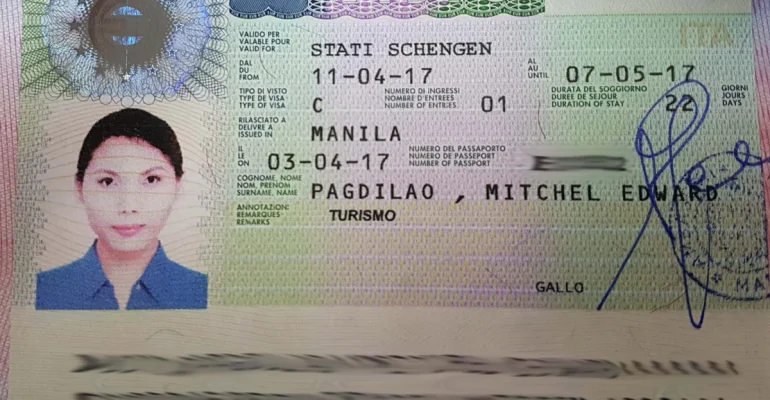 VALIDO PER
VALABLE POUR
VALID FOR
STATI SCHENGEN
DAL
DU
FROM
11-04-17
AL
AU
UNTIL
07-05-17
TIPO DI VISTO
TYPE DE VISA
TYPE OF VISA
C
NUMERO DI INGRESSI
NOMBRE D'ENTREES
NUMBER OF ENTRIES
01
DURATA DEL SOGGIORNO
DUREE DE SEJOUR
DURATION OF STAY
22
GIORNI
JOURS
DAYS
RILASCIATO A
DELIVRE A
ISSUED IN
MANILA
IL
LE
ON
03-04-17
NUMERO DEL PASSAPORTO
NUMERO DE PASSEPORT
NUMBER OF PASSPORT
COGNOME, NOME
NOM, PRENOM
SURNAME, NAME
PAGDILAO , MITCHEL EDWARD
ANNOTAZIONI
REMARQUES
REMARKS
TURISMO
GALLO